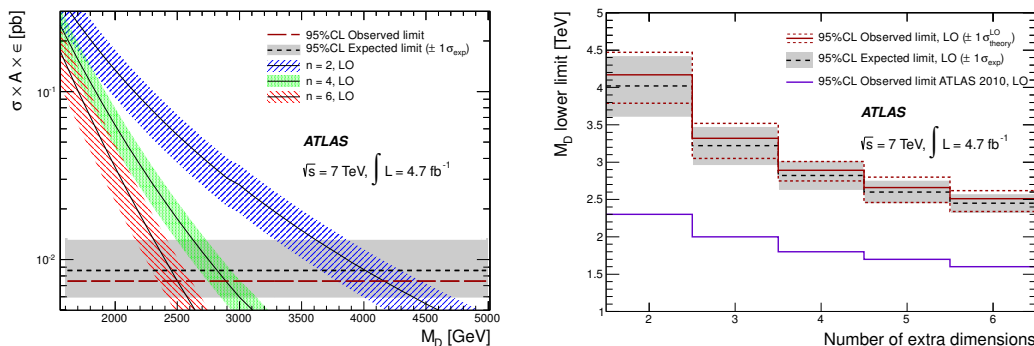 σ × A × ϵ [pb]
10⁻¹
10⁻²
95%CL Observed limit
95%CL Expected limit (± 1σexp)
n = 2, LO
n = 4, LO
n = 6, LO
ATLAS
√s = 7 TeV, ∫ L = 4.7 fb⁻¹
2000 2500 3000 3500 4000 4500 5000
M_D [GeV]
M_D lower limit [TeV]
5
4.5
4
3.5
3
2.5
2
1.5
1
95%CL Observed limit, LO (± 1σ^LO_theory)
95%CL Expected limit, LO (± 1σexp)
95%CL Observed limit ATLAS 2010, LO
ATLAS
√s = 7 TeV, ∫ L = 4.7 fb⁻¹
2 3 4 5 6
Number of extra dimensions